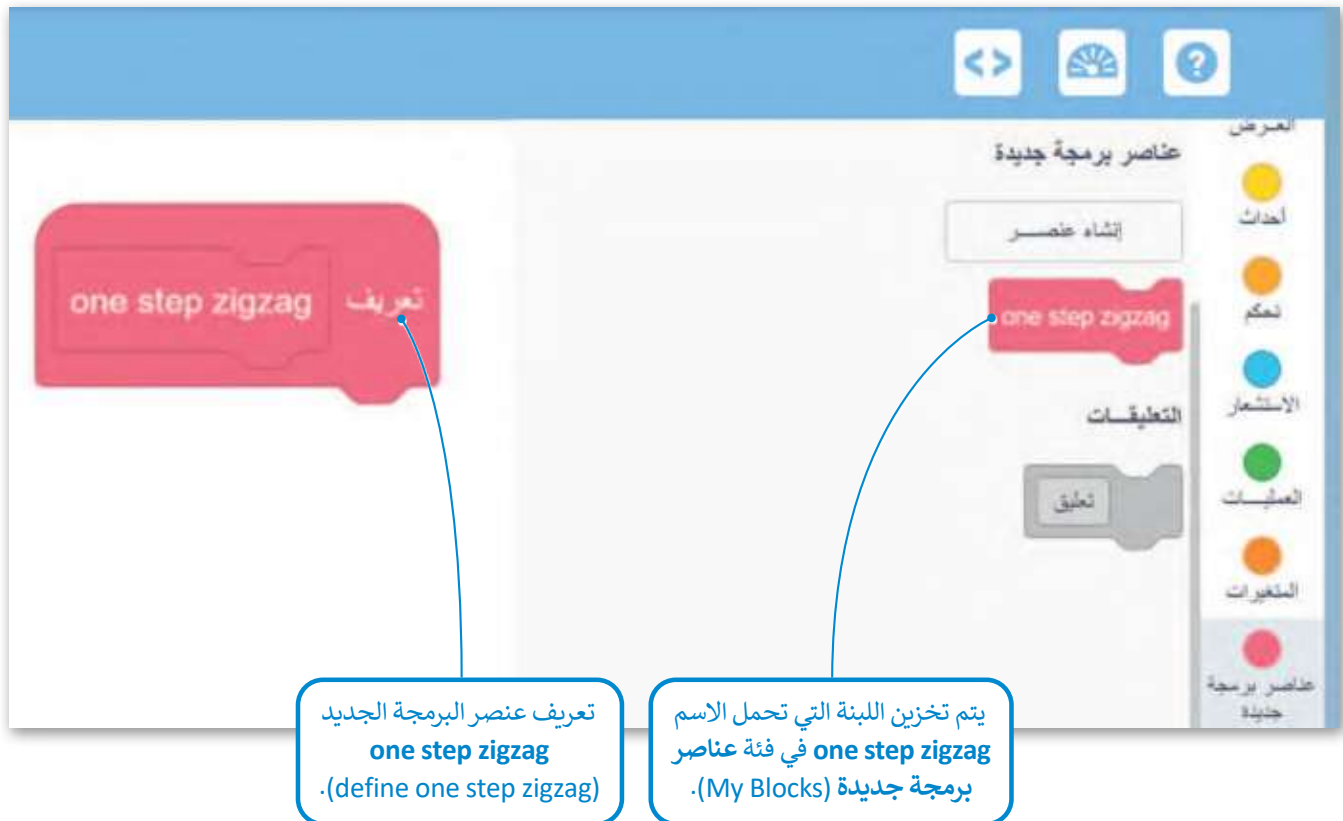 العرض
أحداث
تحكم
الاستشعار
العمليات
المتغيرات
عناصر برمجة
جديدة
عناصر برمجة جديدة
إنشاء عنصر
one step zigzag
التعليقات
تعليق
تعريف one step zigzag
يتم تخزين اللبنة التي تحمل الاسم
one step zigzag في فئة عناصر
برمجة جديدة (My Blocks).
تعريف عنصر البرمجة الجديد
one step zigzag
(define one step zigzag).